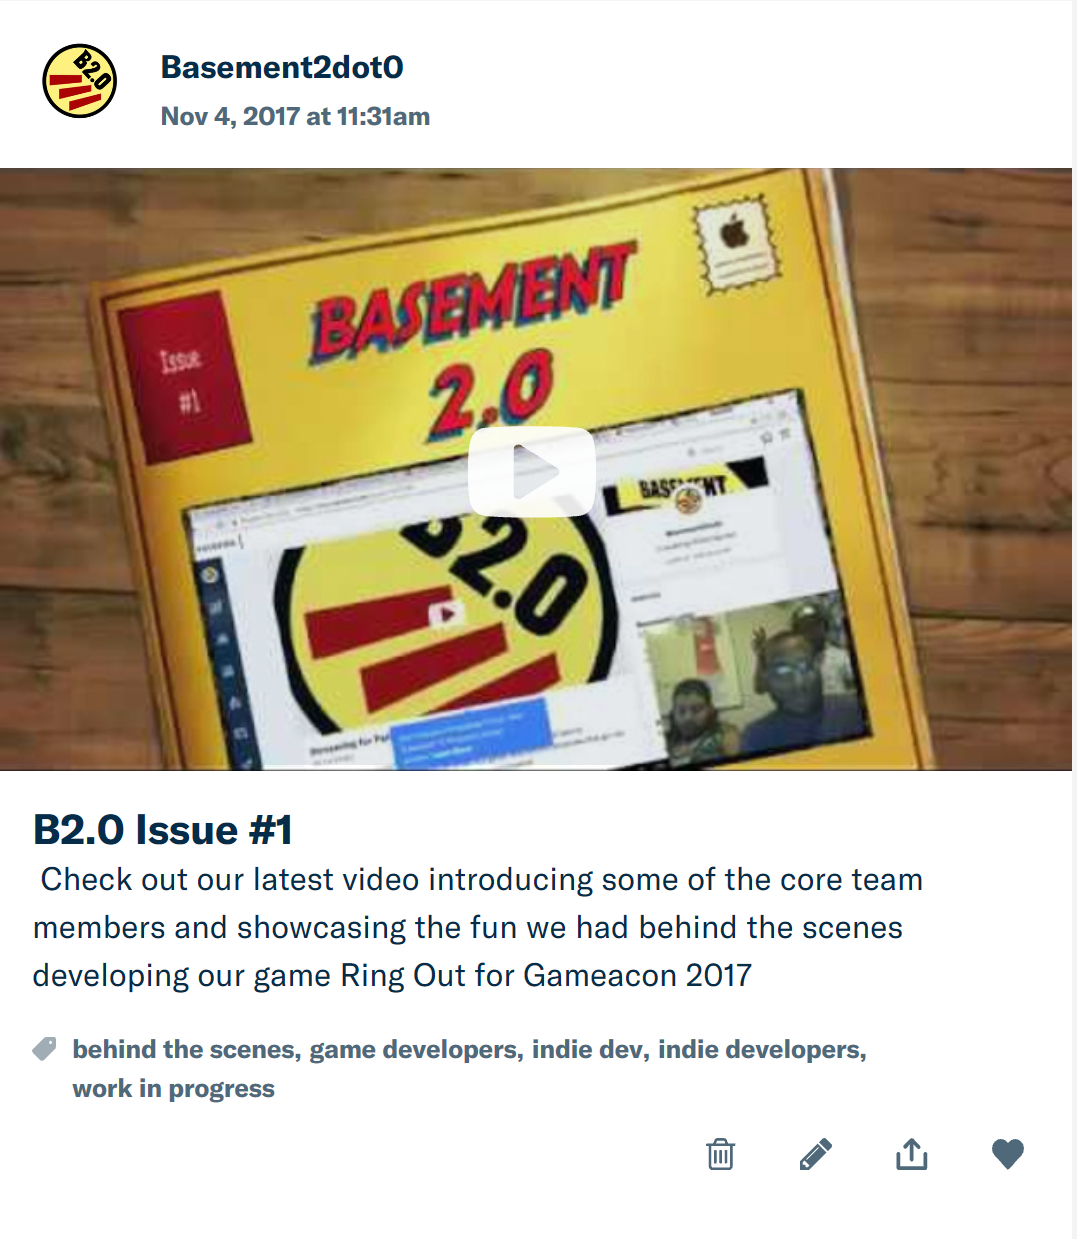 B2.0
Basement2dot0
Nov 4, 2017 at 11:31am
Issue
#1
BASEMENT
2.0
BASEMENT
B2.0
B2.0 Issue #1
Check out our latest video introducing some of the core team
members and showcasing the fun we had behind the scenes
developing our game Ring Out for Gameacon 2017
behind the scenes, game developers, indie dev, indie developers,
work in progress